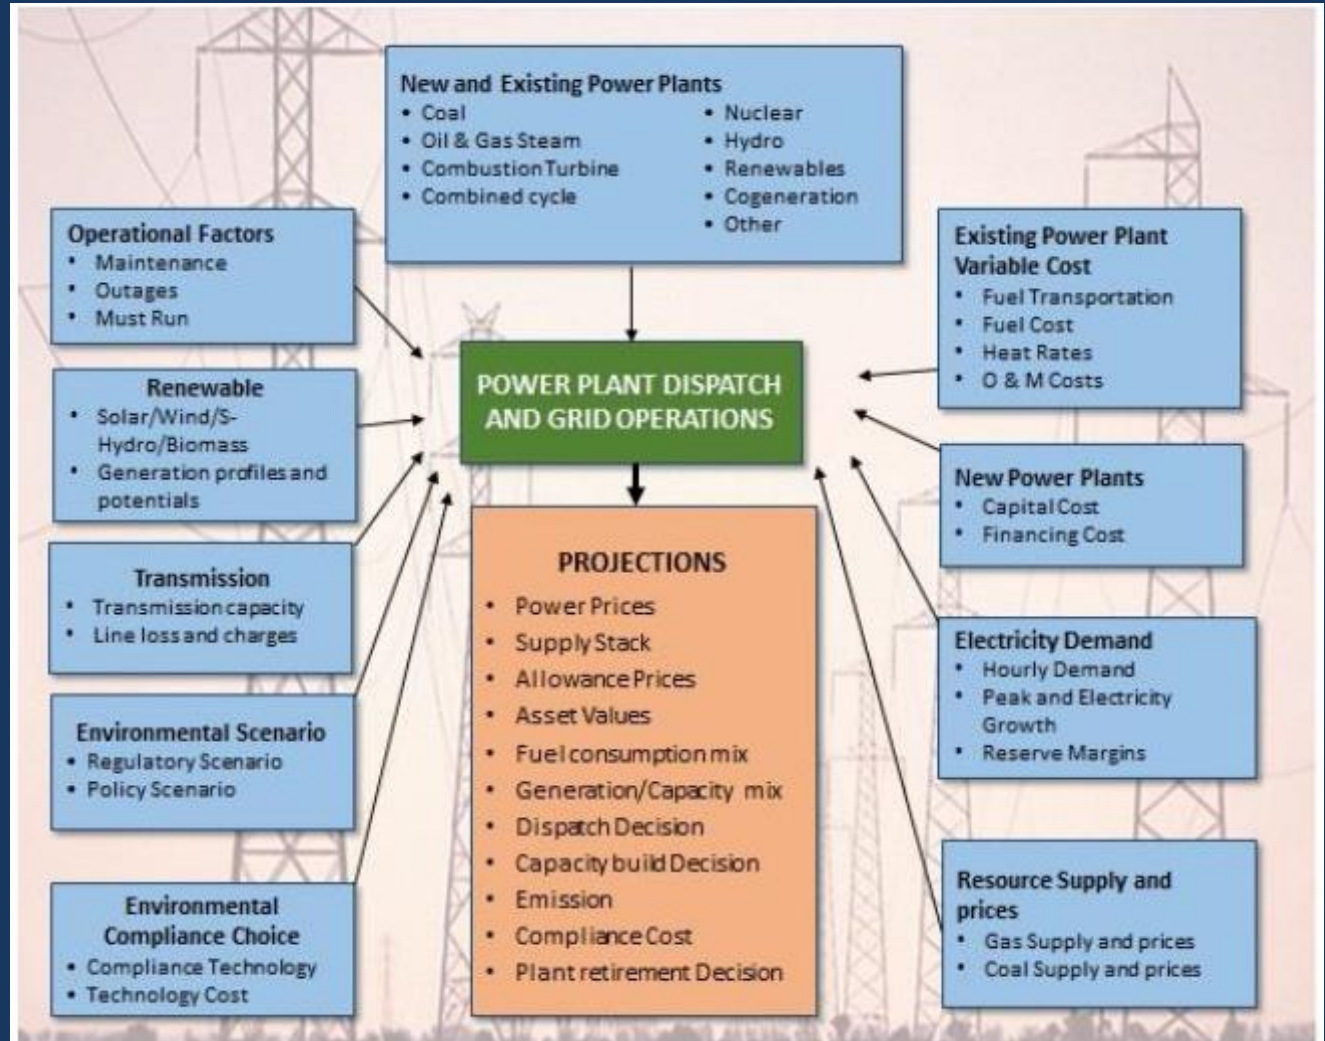 New and Existing Power Plants
• Coal
• Oil & Gas Steam
• Combustion Turbine
• Combined cycle
• Nuclear
• Hydro
• Renewables
• Cogeneration
• Other
Operational Factors
• Maintenance
• Outages
• Must Run
Renewable
• Solar/Wind/S-
Hydro/Biomass
• Generation profiles and
potentials
Transmission
• Transmission capacity
• Line loss and charges
Environmental Scenario
• Regulatory Scenario
• Policy Scenario
Environmental
Compliance Choice
• Compliance Technology
• Technology Cost
POWER PLANT DISPATCH
AND GRID OPERATIONS
PROJECTIONS
• Power Prices
• Supply Stack
• Allowance Prices
• Asset Values
• Fuel consumption mix
• Generation/Capacity mix
• Dispatch Decision
• Capacity build Decision
• Emission
• Compliance Cost
• Plant retirement Decision
Existing Power Plant
Variable Cost
• Fuel Transportation
• Fuel Cost
• Heat Rates
• O & M Costs
New Power Plants
• Capital Cost
• Financing Cost
Electricity Demand
• Hourly Demand
• Peak and Electricity
Growth
• Reserve Margins
Resource Supply and
prices
• Gas Supply and prices
• Coal Supply and prices